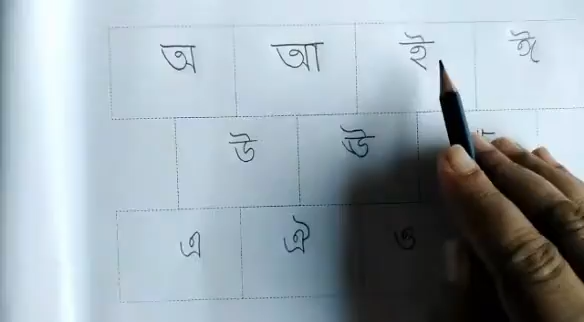 অ আ ই ঈ
উ ঊ
এ ঐ ও